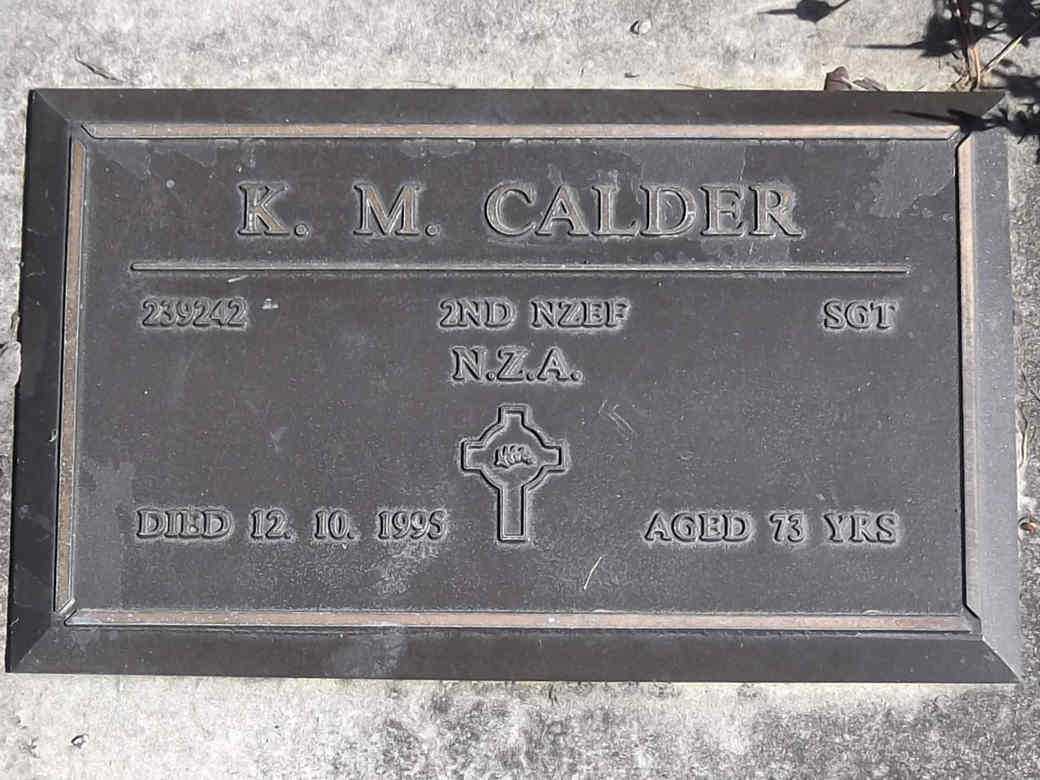 K. M. CALDER
239242 2ND NZEF SGT
N.Z.A.
DIED 12. 10. 1995 AGED 73 YRS